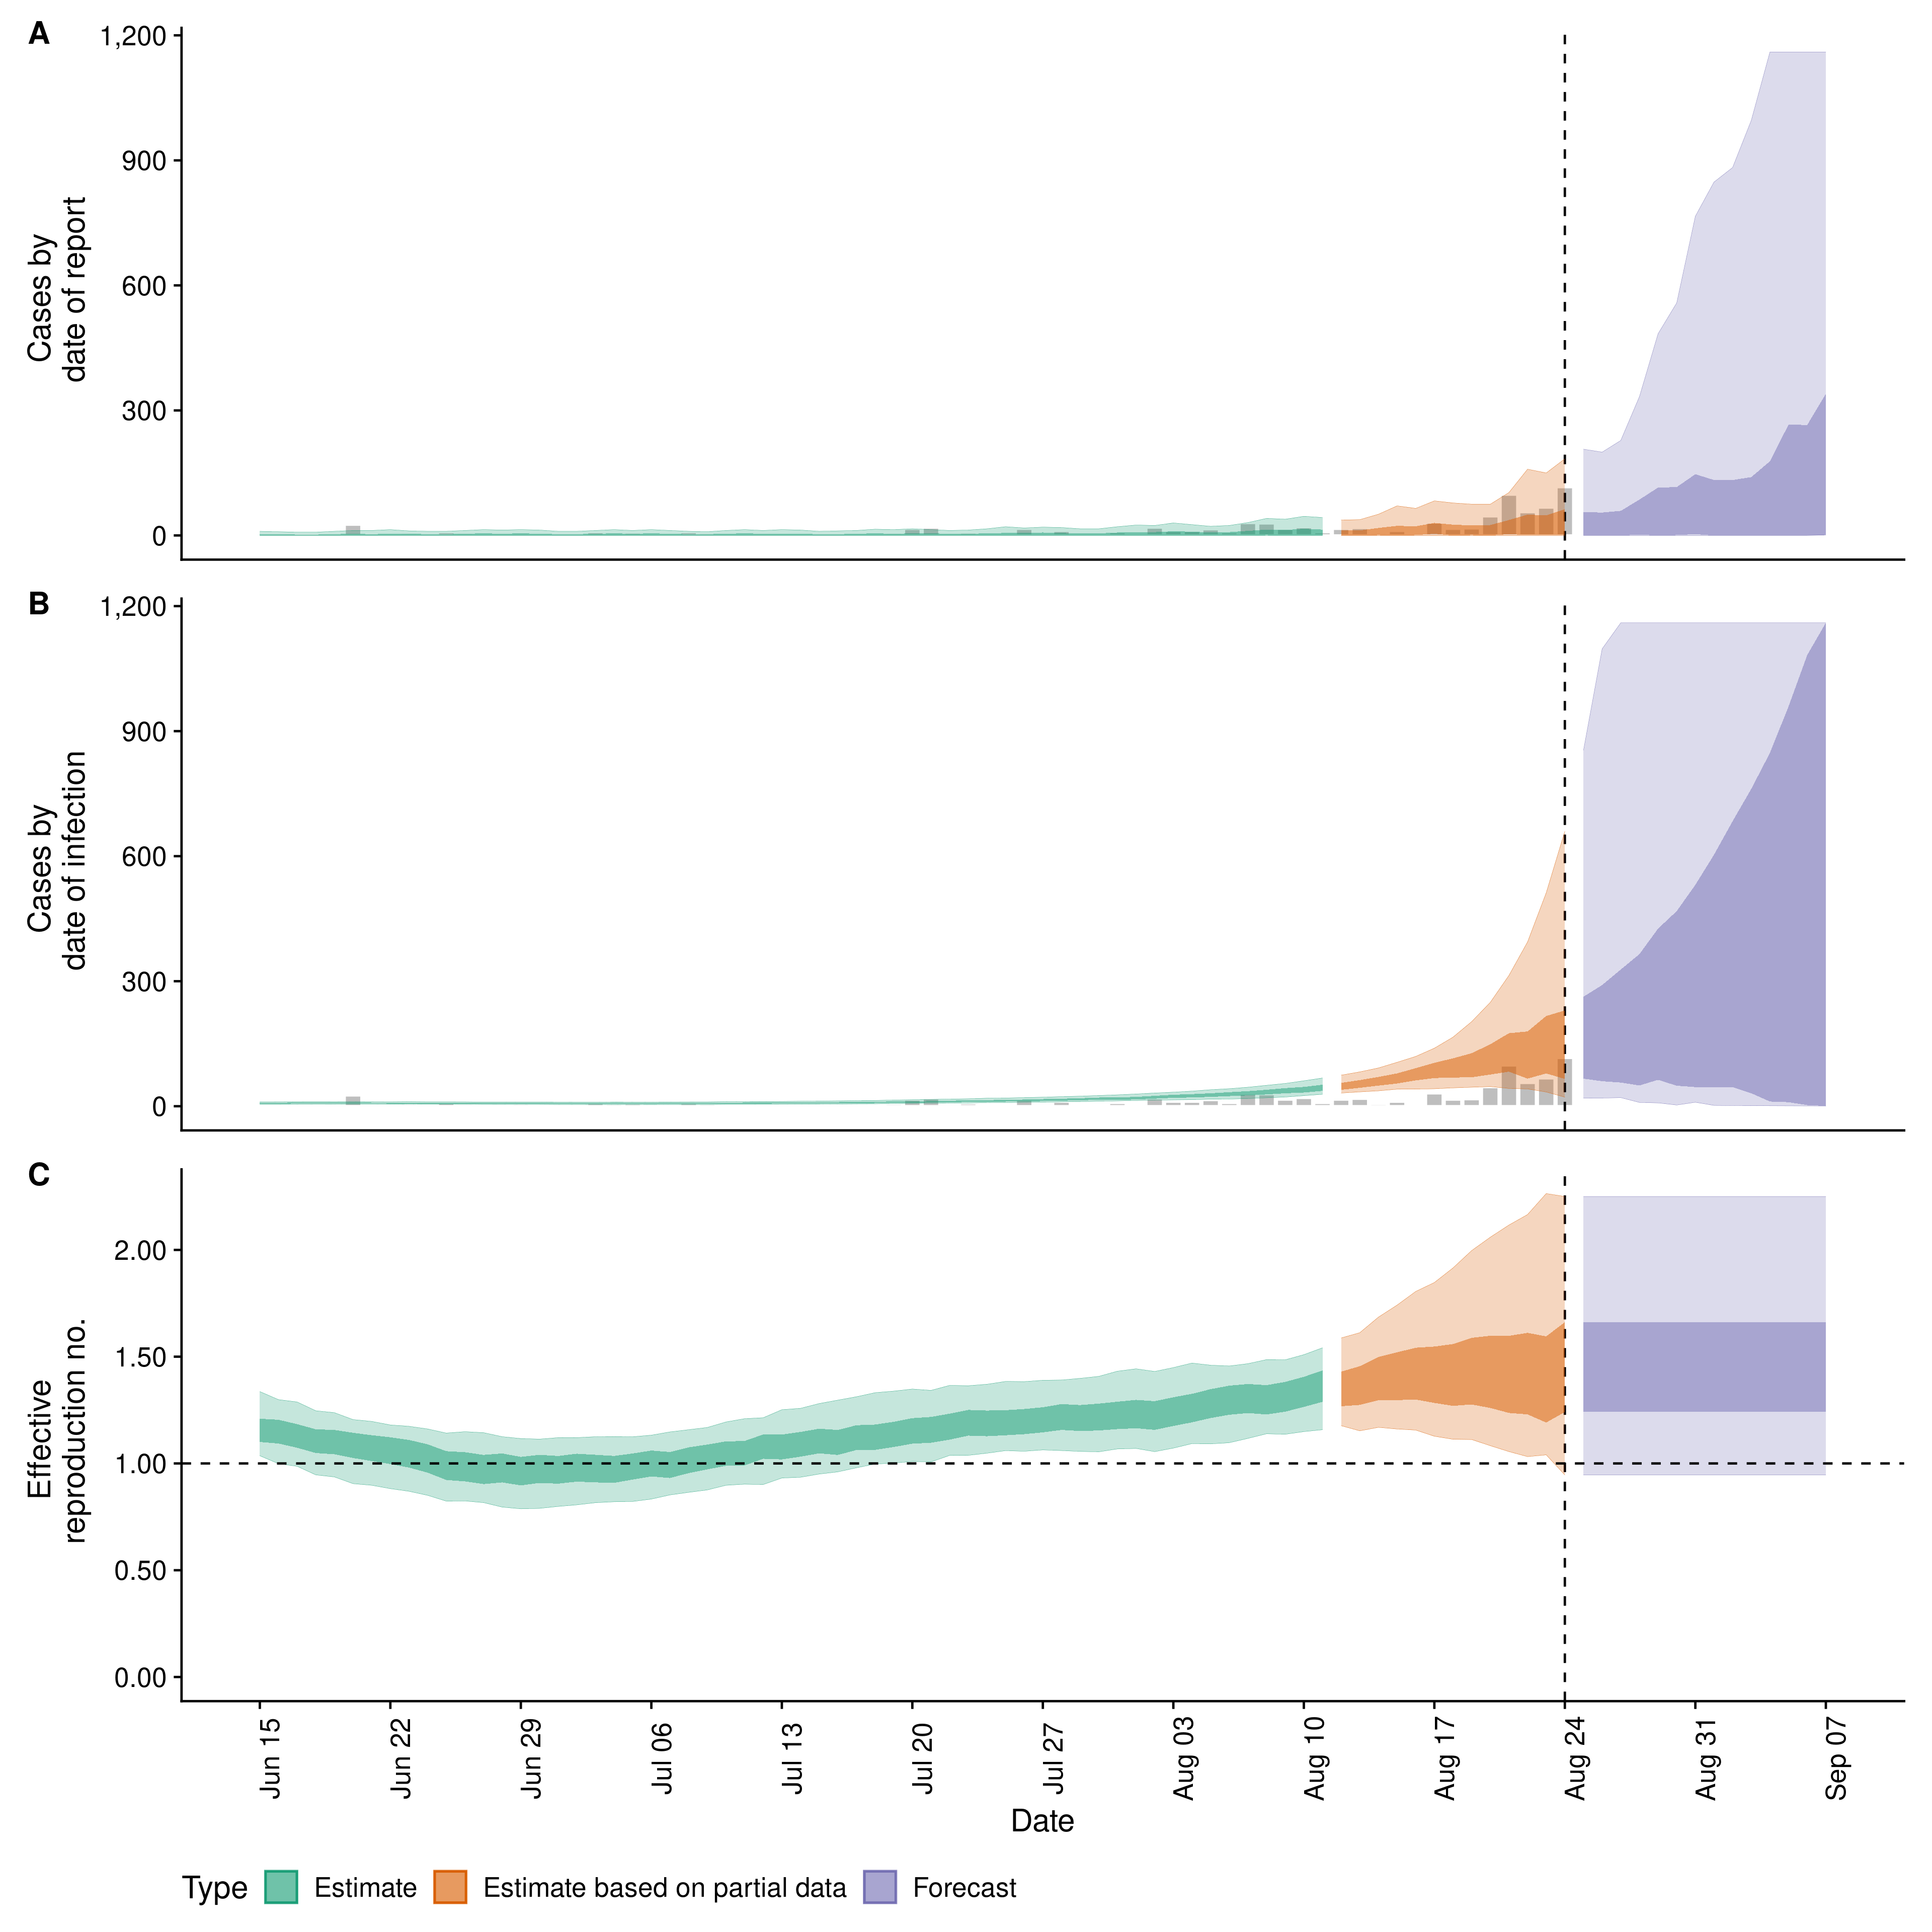 A
1,200
900
600
300
0
Cases by
date of report
B
1,200
900
600
300
0
Cases by
date of infection
C
2.00
1.50
1.00
0.50
0.00
Effective
reproduction no.
Jun 15
Jun 22
Jun 29
Jul 06
Jul 13
Jul 20
Jul 27
Aug 03
Aug 10
Aug 17
Aug 24
Aug 31
Sep 07
Date
Type Estimate Estimate based on partial data Forecast